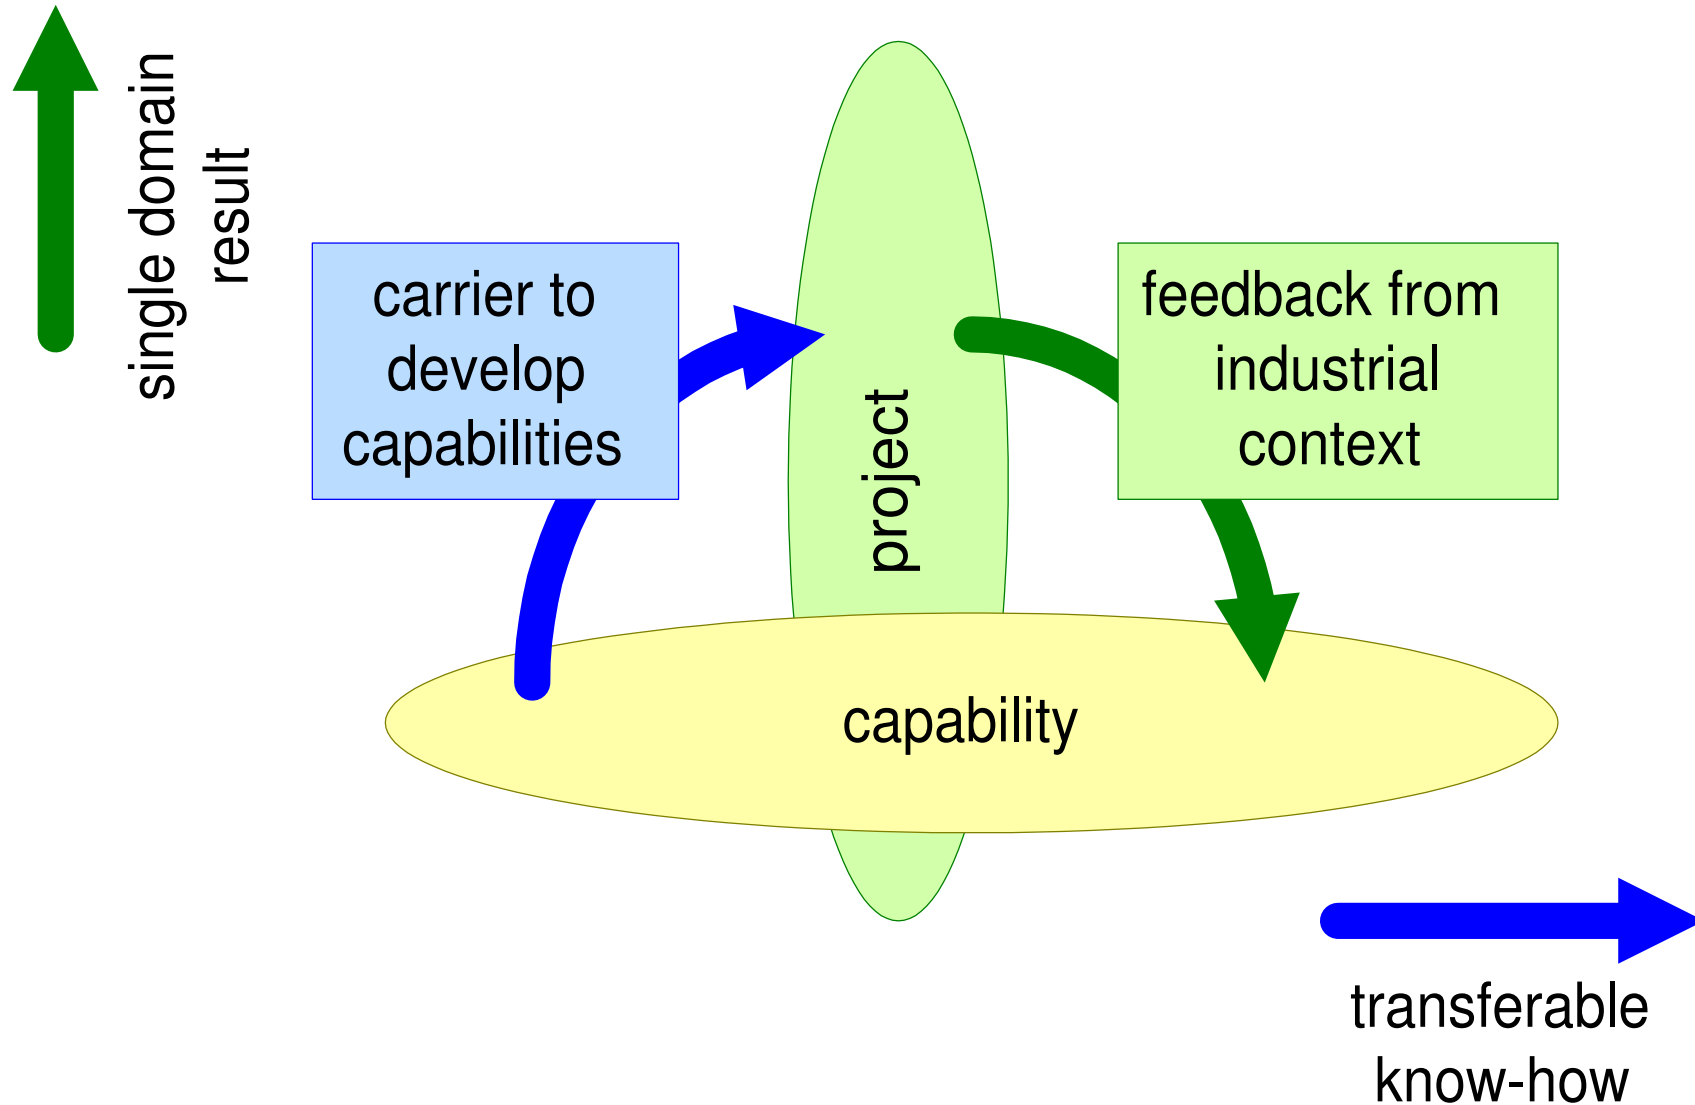 single domain
result
carrier to
develop
capabilities
project
feedback from
industrial
context
capability
transferable
know-how